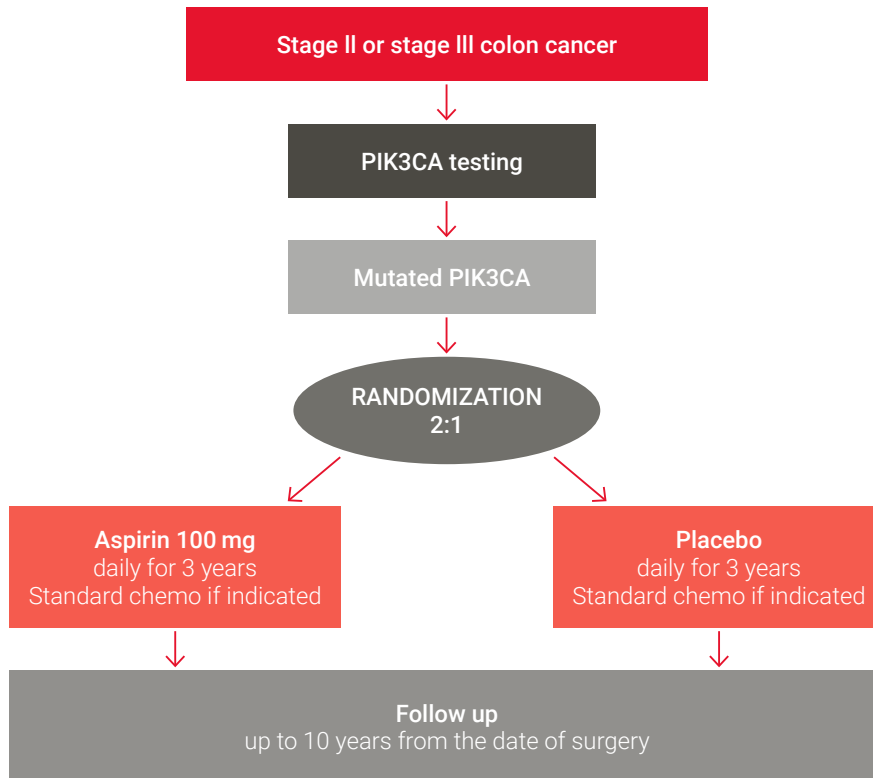 Stage II or stage III colon cancer
PIK3CA testing
Mutated PIK3CA
RANDOMIZATION
2:1
Aspirin 100 mg
daily for 3 years
Standard chemo if indicated
Placebo
daily for 3 years
Standard chemo if indicated
Follow up
up to 10 years from the date of surgery